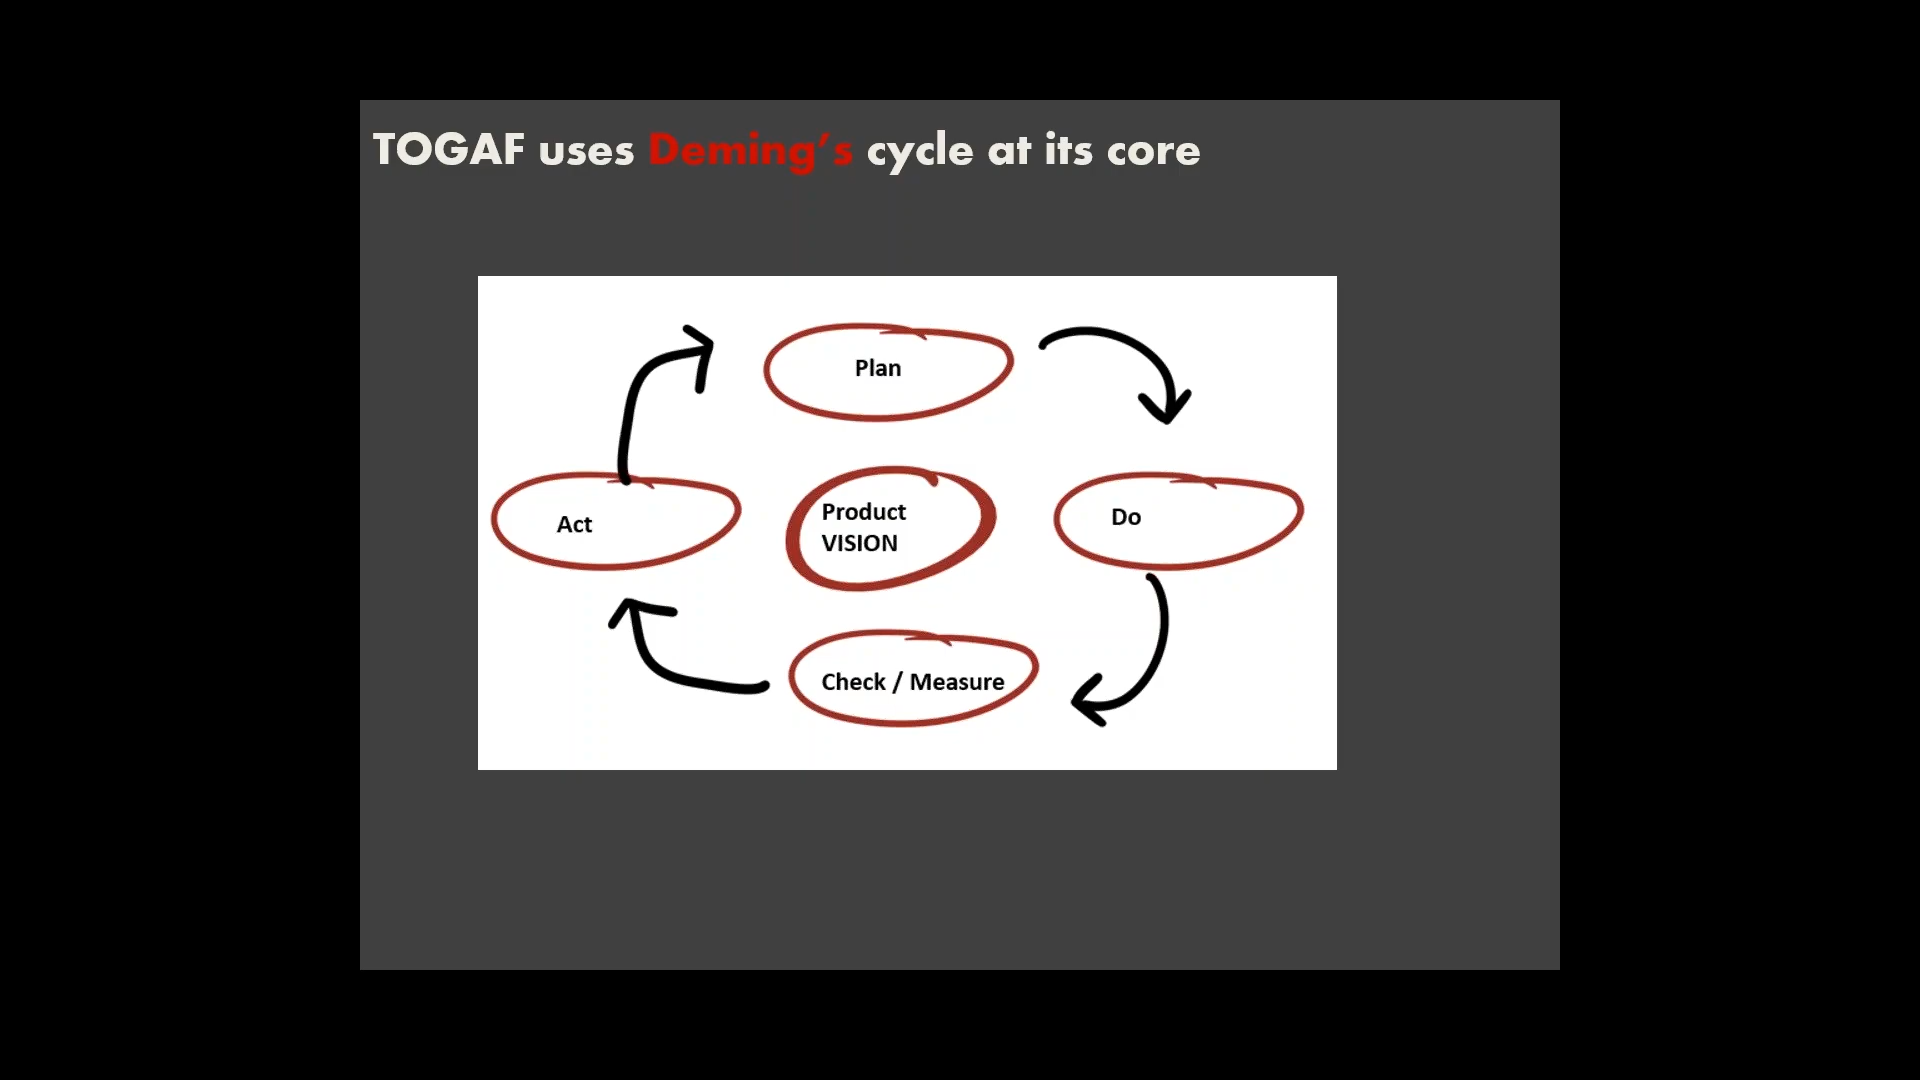 TOGAF uses Deming’s cycle at its core
Plan
Act
Product
VISION
Do
Check / Measure